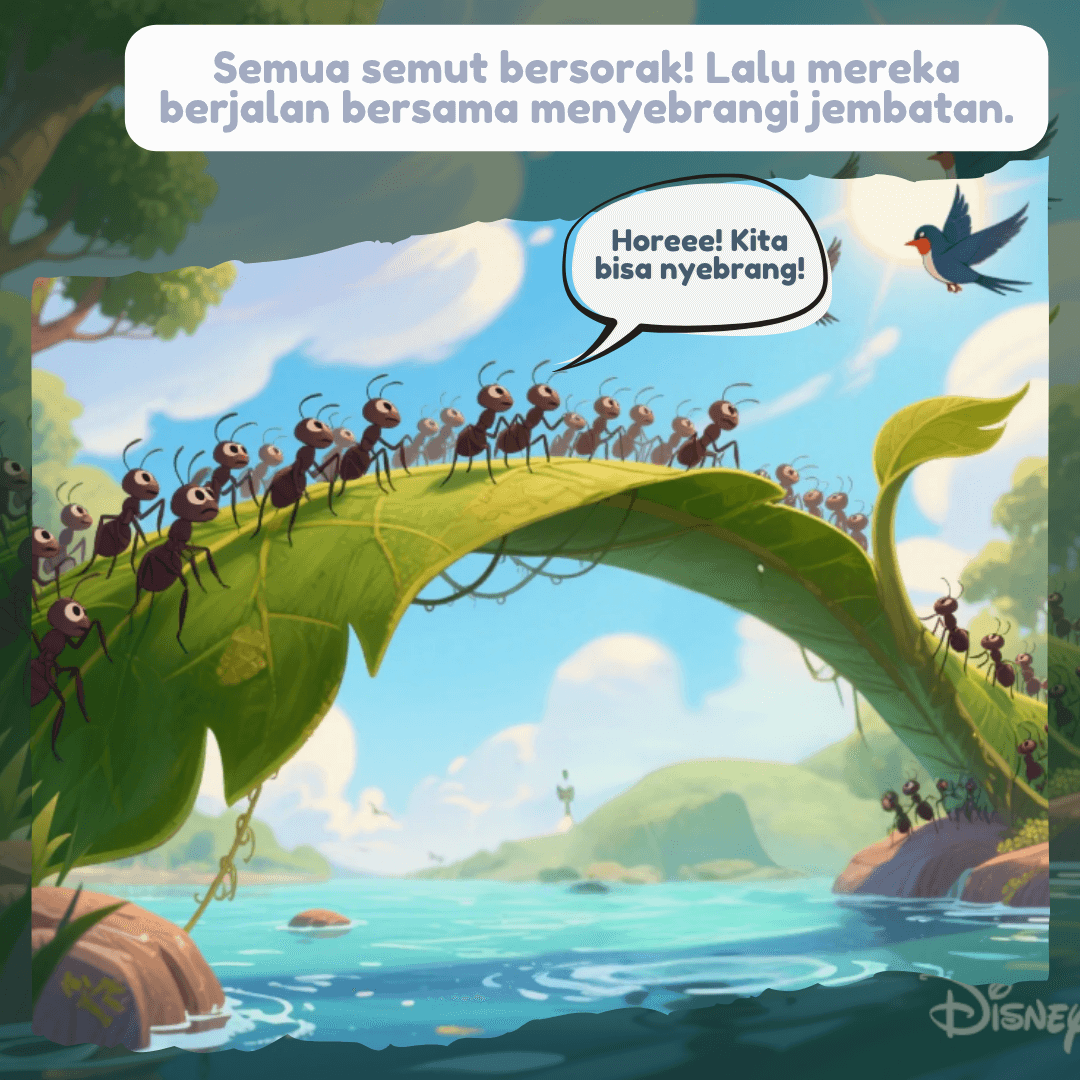 Semua semut bersorak! Lalu mereka
berjalan bersama menyebrangi jembatan.
Horeee! Kita
bisa nyebrang!
Disney